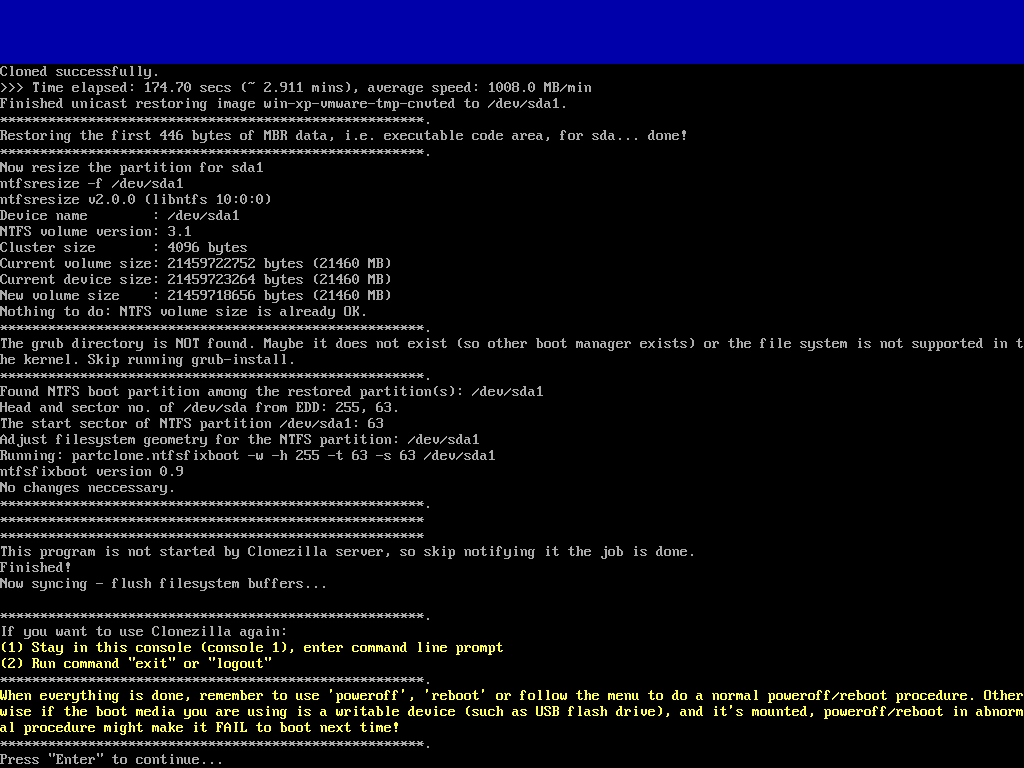 Cloned successfully.
>>> Time elapsed: 174.70 secs (~ 2.911 mins), average speed: 1008.0 MB/min
Finished unicast restoring image win-xp-vmware-tmp-cnvted to /dev/sda1.
*****************************************************.
Restoring the first 446 bytes of MBR data, i.e. executable code area, for sda... done!
*****************************************************.
Now resize the partition for sda1
ntfsresize -f /dev/sda1
ntfsresize v2.0.0 (libntfs 10:0:0)
Device name        : /dev/sda1
NTFS volume version: 3.1
Cluster size       : 4096 bytes
Current volume size: 21459722752 bytes (21460 MB)
Current device size: 21459723264 bytes (21460 MB)
New volume size    : 21459718656 bytes (21460 MB)
Nothing to do: NTFS volume size is already OK.
*****************************************************.
The grub directory is NOT found. Maybe it does not exist (so other boot manager exists) or the file system is not supported in t
he kernel. Skip running grub-install.
*****************************************************.
Found NTFS boot partition among the restored partition(s): /dev/sda1
Head and sector no. of /dev/sda from EDD: 255, 63.
The start sector of NTFS partition /dev/sda1: 63
Adjust filesystem geometry for the NTFS partition: /dev/sda1
Running: partclone.ntfsfixboot -w -h 255 -t 63 -s 63 /dev/sda1
ntfsfixboot version 0.9
No changes neccessary.
*****************************************************.
*****************************************************
*****************************************************
This program is not started by Clonezilla server, so skip notifying it the job is done.
Finished!
Now syncing - flush filesystem buffers...
*****************************************************.
If you want to use Clonezilla again:
(1) Stay in this console (console 1), enter command line prompt
(2) Run command "exit" or "logout"
*****************************************************.
When everything is done, remember to use 'poweroff', 'reboot' or follow the menu to do a normal poweroff/reboot procedure. Other
wise if the boot media you are using is a writable device (such as USB flash drive), and it's mounted, poweroff/reboot in abnorm
al procedure might make it FAIL to boot next time!
*****************************************************.
Press "Enter" to continue...